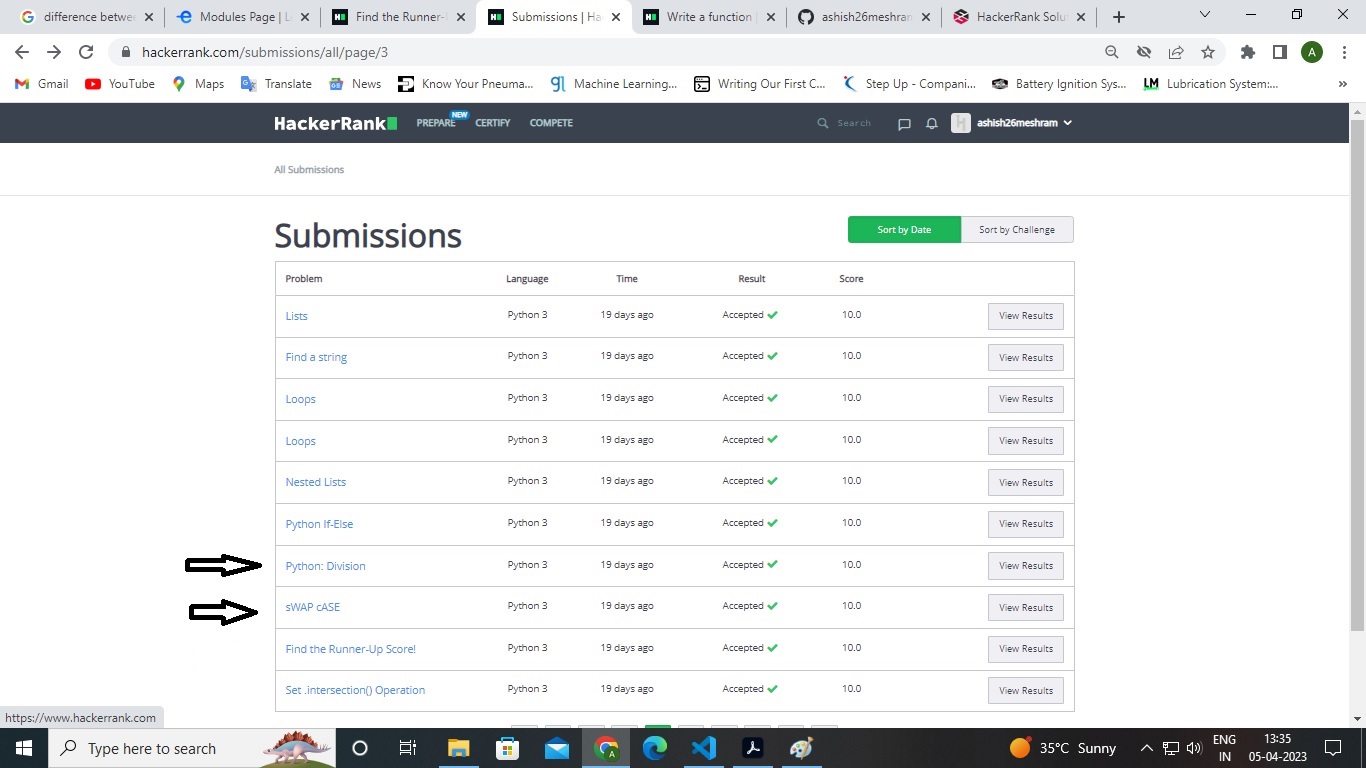 difference betwee
Modules Page | L
Find the Runner-
Submissions | Ha
Write a function |
ashish26meshram
HackerRank Solu
hackerrank.com/submissions/all/page/3
A
Gmail
YouTube
Maps
Translate
News
Know Your Pneuma...
Machine Learning,...
Writing Our First C...
Step Up - Compani...
Battery Ignition Sys...
LM Lubrication System:...
»
HackerRank
PREPARE NEW
CERTIFY
COMPETE
Search
ashish26meshram
All Submissions
Submissions
Sort by Date
Sort by Challenge
Problem Language Time Result Score
Lists Python 3 19 days ago Accepted 10.0 View Results
Find a string Python 3 19 days ago Accepted 10.0 View Results
Loops Python 3 19 days ago Accepted 10.0 View Results
Loops Python 3 19 days ago Accepted 10.0 View Results
Nested Lists Python 3 19 days ago Accepted 10.0 View Results
Python If-Else Python 3 19 days ago Accepted 10.0 View Results
Python: Division Python 3 19 days ago Accepted 10.0 View Results
sWAP cASE Python 3 19 days ago Accepted 10.0 View Results
Find the Runner-Up Score! Python 3 19 days ago Accepted 10.0 View Results
Set .intersection() Operation Python 3 19 days ago Accepted 10.0 View Results
https://www.hackerrank.com
Type here to search
35°C Sunny
ENG
IN
13:35
05-04-2023